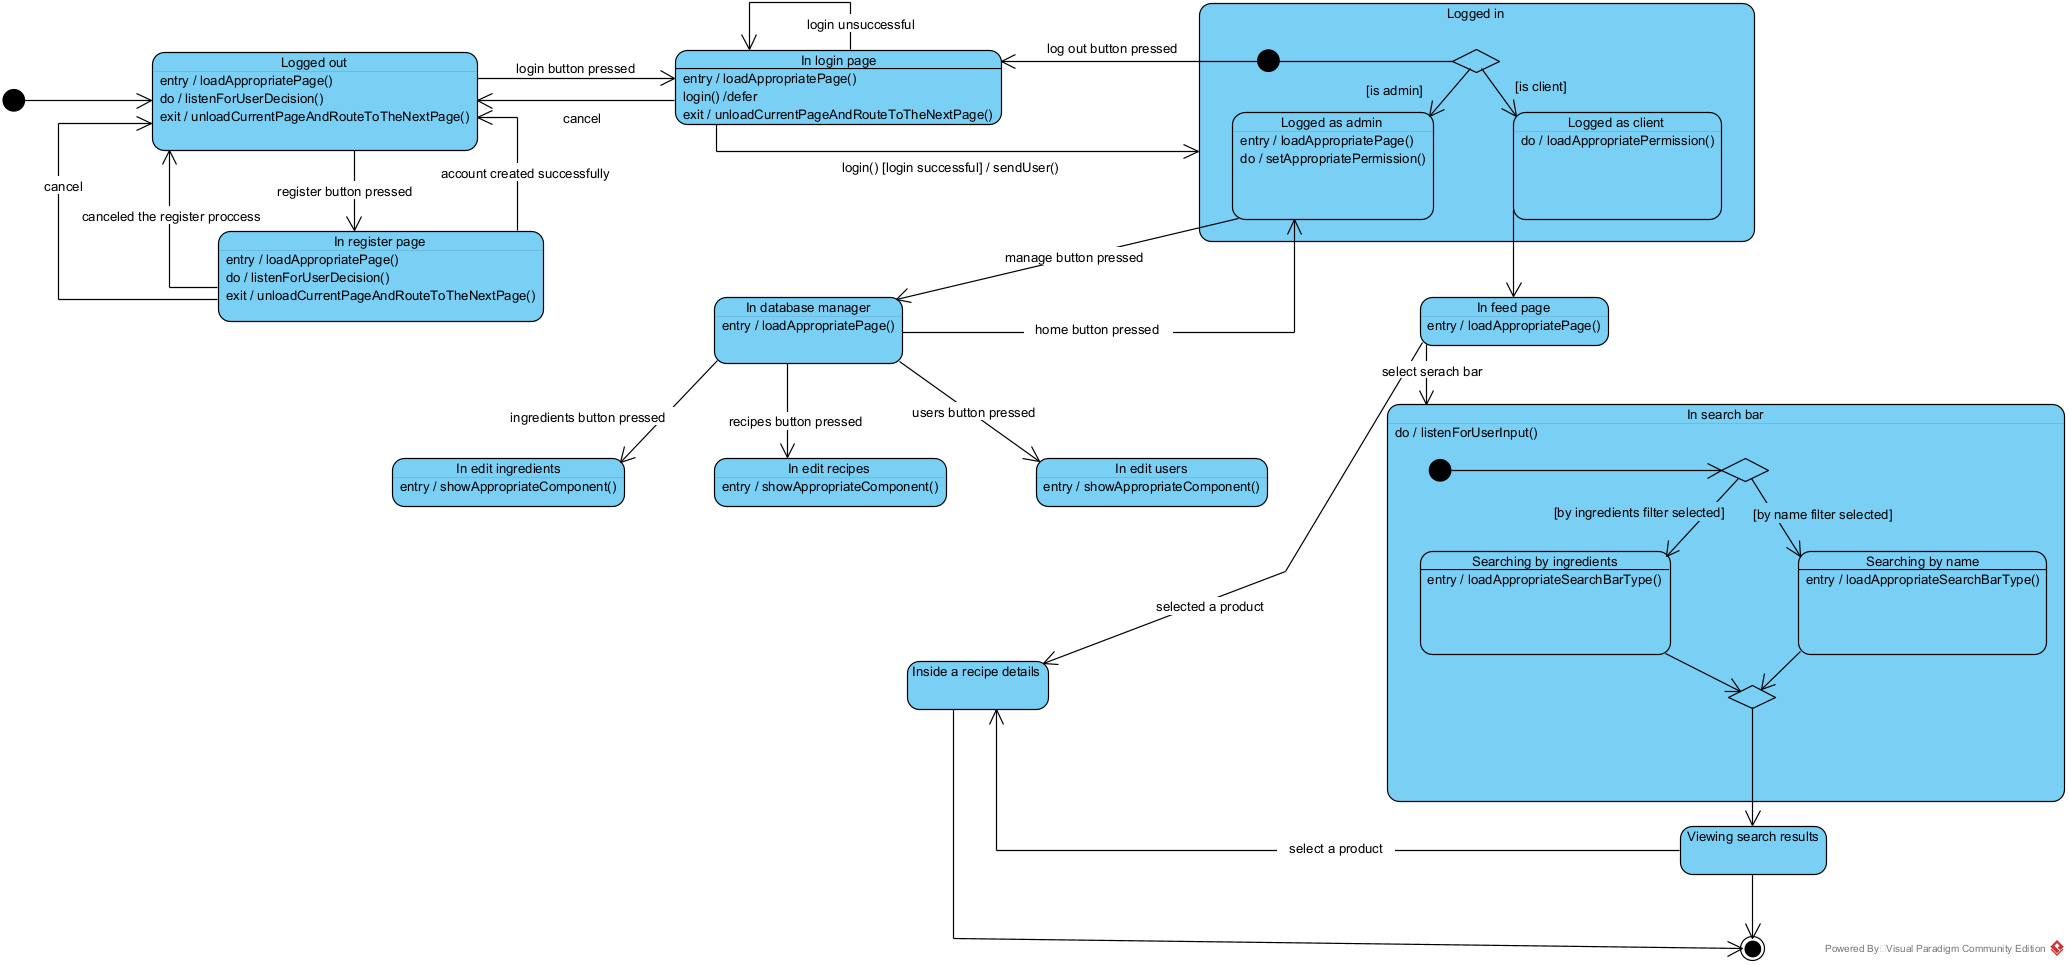 login unsuccessful
Logged in
Logged out
entry / loadAppropriatePage()
do / listenForUserDecision()
exit / unloadCurrentPageAndRouteToTheNextPage()
login button pressed
In login page
entry / loadAppropriatePage()
login() /defer
exit / unloadCurrentPageAndRouteToTheNextPage()
log out button pressed
cancel
[is admin]
[is client]
Logged as admin
entry / loadAppropriatePage()
do / setAppropriatePermission()
Logged as client
do / loadAppropriatePermission()
login() [login successful] / sendUser()
cancel
canceled the register proccess
register button pressed
account created successfully
In register page
entry / loadAppropriatePage()
do / listenForUserDecision()
exit / unloadCurrentPageAndRouteToTheNextPage()
manage button pressed
In database manager
entry / loadAppropriatePage()
home button pressed
In feed page
entry / loadAppropriatePage()
select serach bar
ingredients button pressed
recipes button pressed
users button pressed
In edit ingredients
entry / showAppropriateComponent()
In edit recipes
entry / showAppropriateComponent()
In edit users
entry / showAppropriateComponent()
In search bar
do / listenForUserInput()
[by ingredients filter selected]
[by name filter selected]
Searching by ingredients
entry / loadAppropriateSearchBarType()
Searching by name
entry / loadAppropriateSearchBarType()
selected a product
Inside a recipe details
select a product
Viewing search results
Powered By Visual Paradigm Community Edition